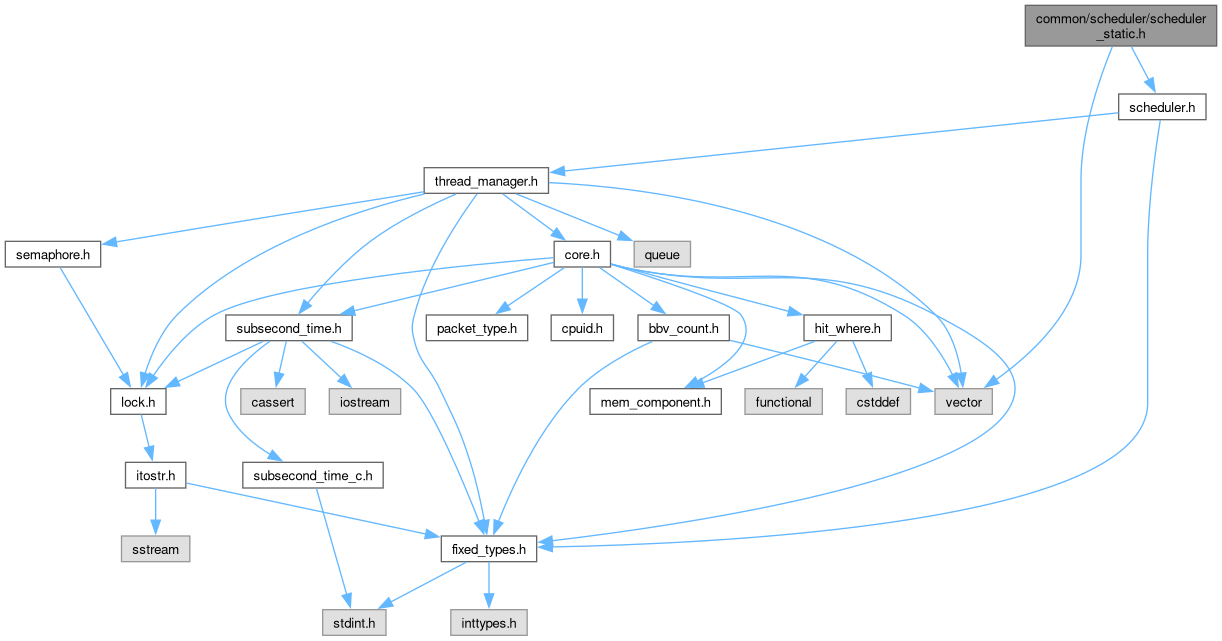 common/scheduler/scheduler
_static.h
scheduler.h
thread_manager.h
semaphore.h
core.h
queue
subsecond_time.h
packet_type.h
cpuid.h
bbv_count.h
hit_where.h
lock.h
cassert
iostream
mem_component.h
functional
cstddef
vector
itostr.h
subsecond_time_c.h
sstream
fixed_types.h
stdint.h
inttypes.h